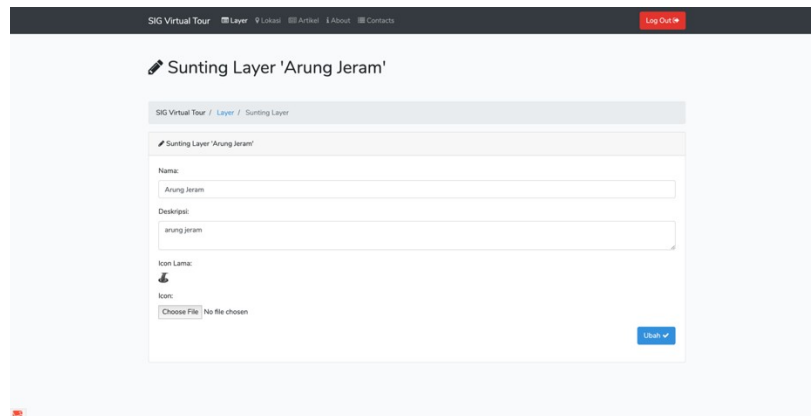 SIG Virtual Tour Layer Lokasi Artikel About Contacts Log Out
Sunting Layer 'Arung Jeram'
SIG Virtual Tour / Layer / Sunting Layer
Sunting Layer 'Arung Jeram'
Nama:
Arung Jeram
Deskripsi:
arung jeram
Icon Lama:
Icon:
Choose File No file chosen
Ubah